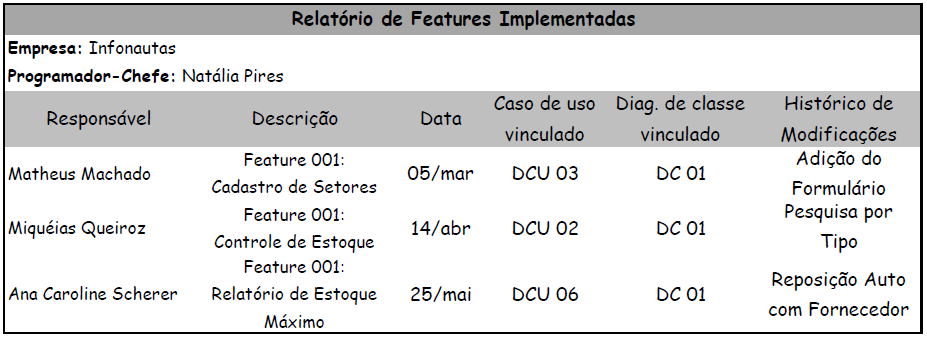 Relatório de Features Implementadas
Empresa: Infonautas
Programador-Chefe: Natália Pires
Responsável
Descrição
Data
Caso de uso
vinculado
Diag. de classe
vinculado
Histórico de
Modificações
Matheus Machado
Feature 001:
Cadastro de Setores
05/mar
DCU 03
DC 01
Adição do
Formulário
Miquéias Queiroz
Feature 001:
Controle de Estoque
14/abr
DCU 02
DC 01
Pesquisa por
Tipo
Ana Caroline Scherer
Feature 001:
Relatório de Estoque
Máximo
25/mai
DCU 06
DC 01
Reposição Auto
com Fornecedor